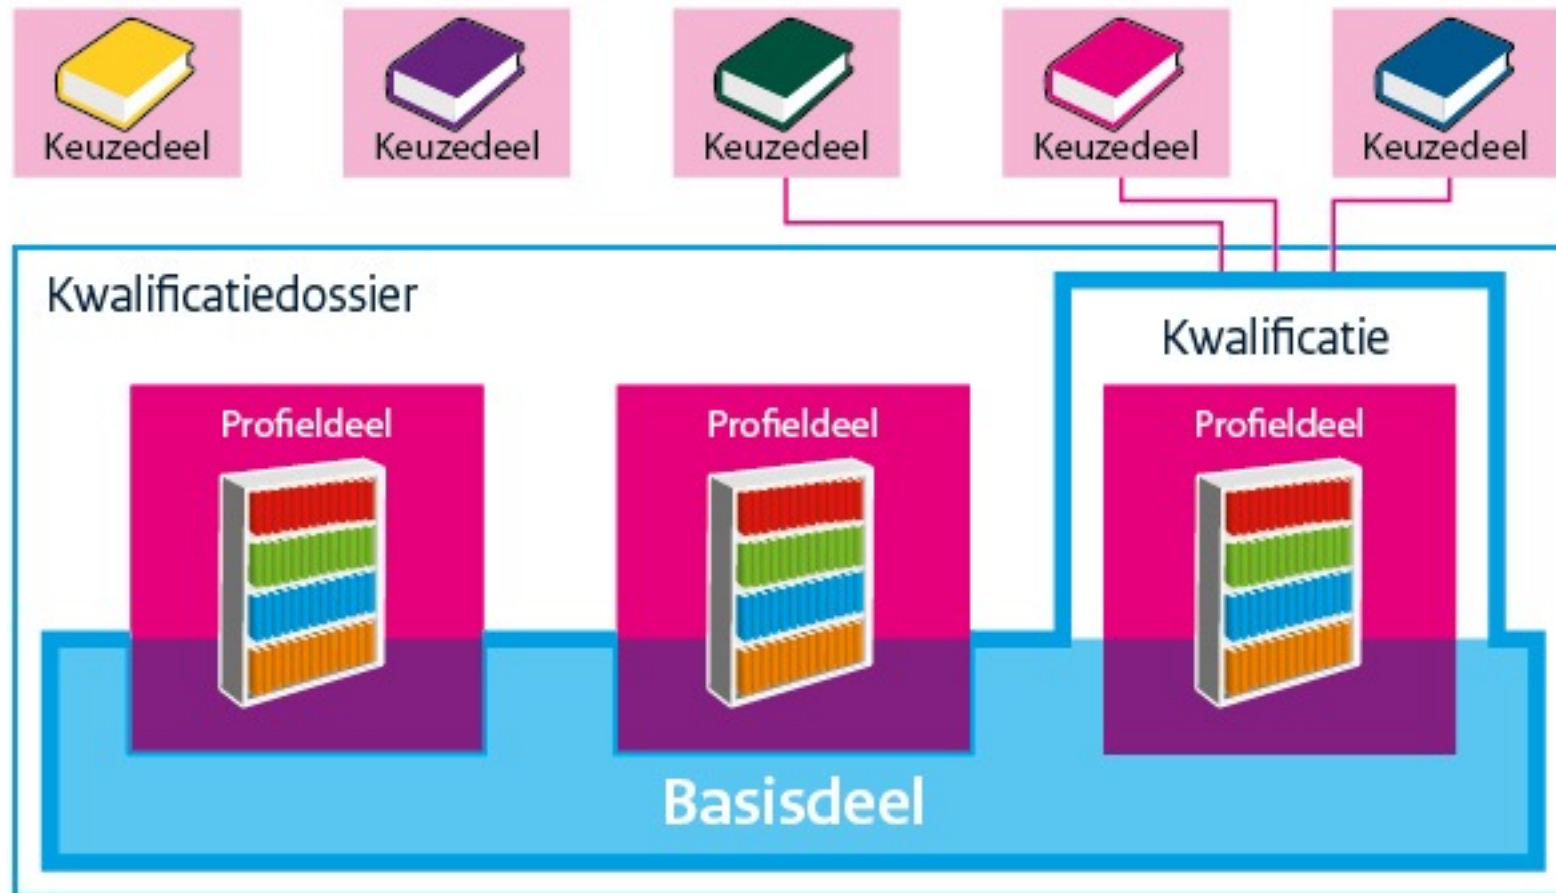 Keuzedeel
Keuzedeel
Keuzedeel
Keuzedeel
Keuzedeel
Kwalificatiedossier
Kwalificatie
Profieldeel
Profieldeel
Profieldeel
Basisdeel